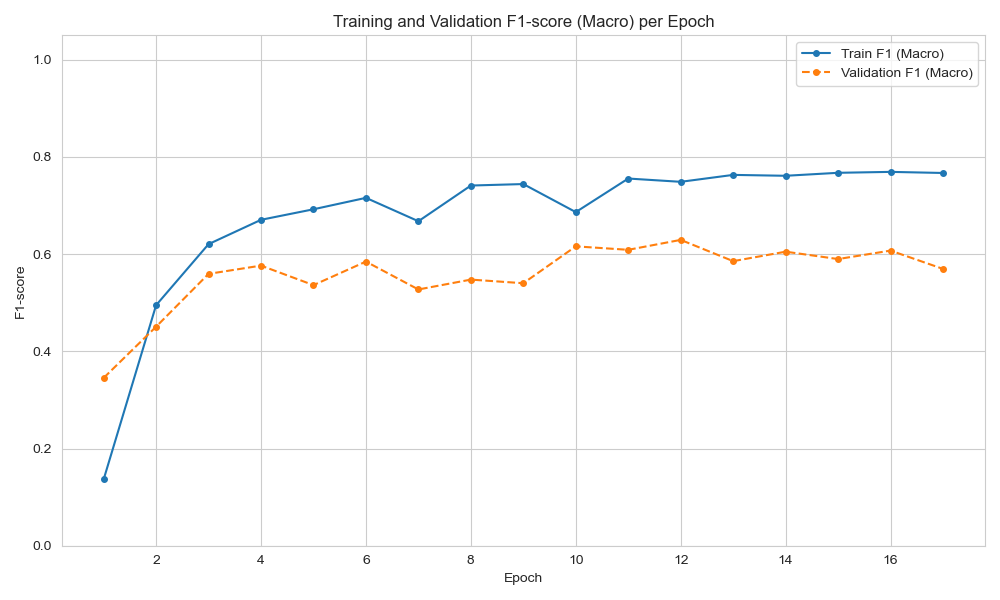 Training and Validation F1-score (Macro) per Epoch
Train F1 (Macro)
Validation F1 (Macro)
1.0
0.8
0.6
0.4
0.2
0.0
F1-score
2 4 6 8 10 12 14 16
Epoch